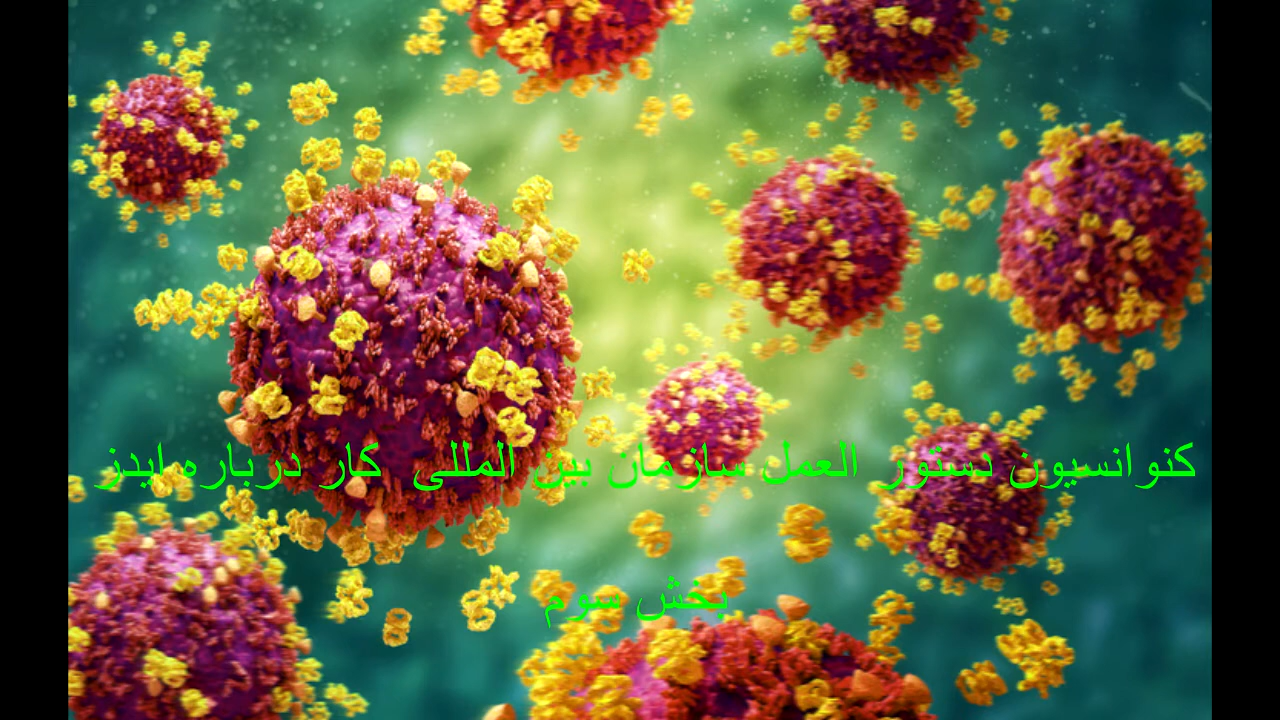 کنوانسیون دستور العمل سازمان بین المللی کار درباره ایدز
بخش سوم